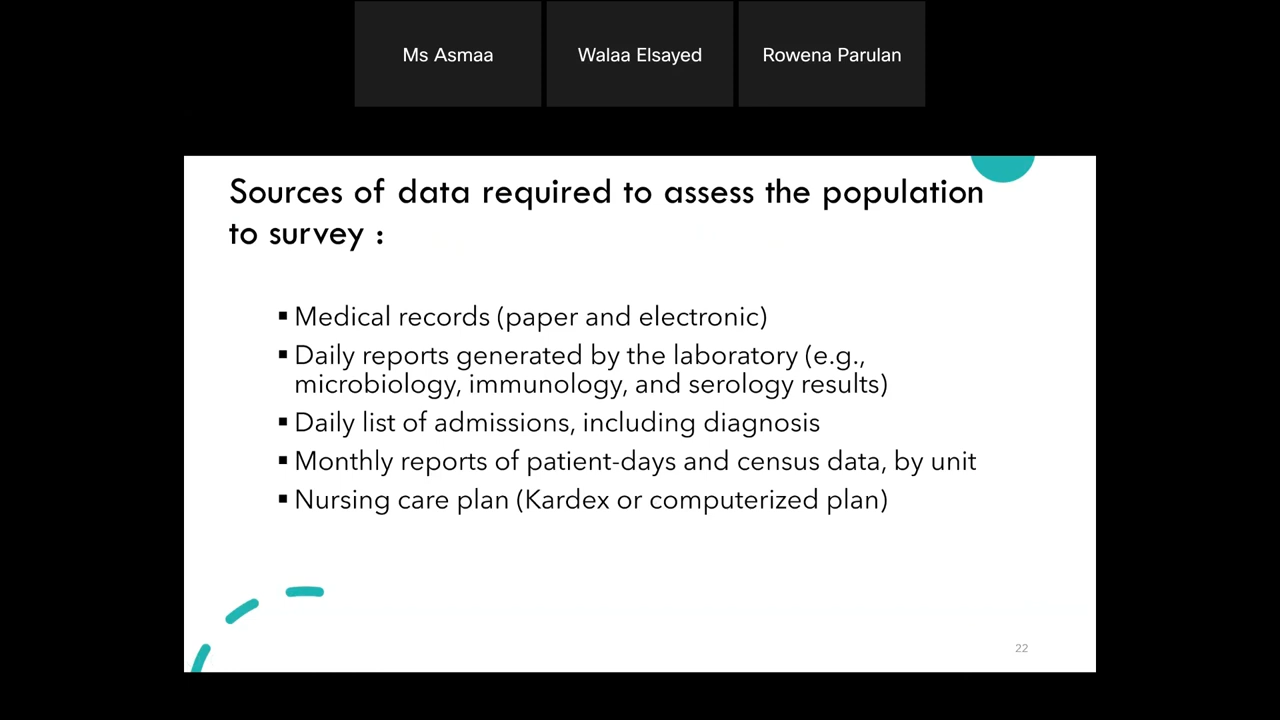 Ms Asmaa
Walaa Elsayed
Rowena Parulan
Sources of data required to assess the population
to survey :
▪ Medical records (paper and electronic)
▪ Daily reports generated by the laboratory (e.g.,
microbiology, immunology, and serology results)
▪ Daily list of admissions, including diagnosis
▪ Monthly reports of patient-days and census data, by unit
▪ Nursing care plan (Kardex or computerized plan)
22